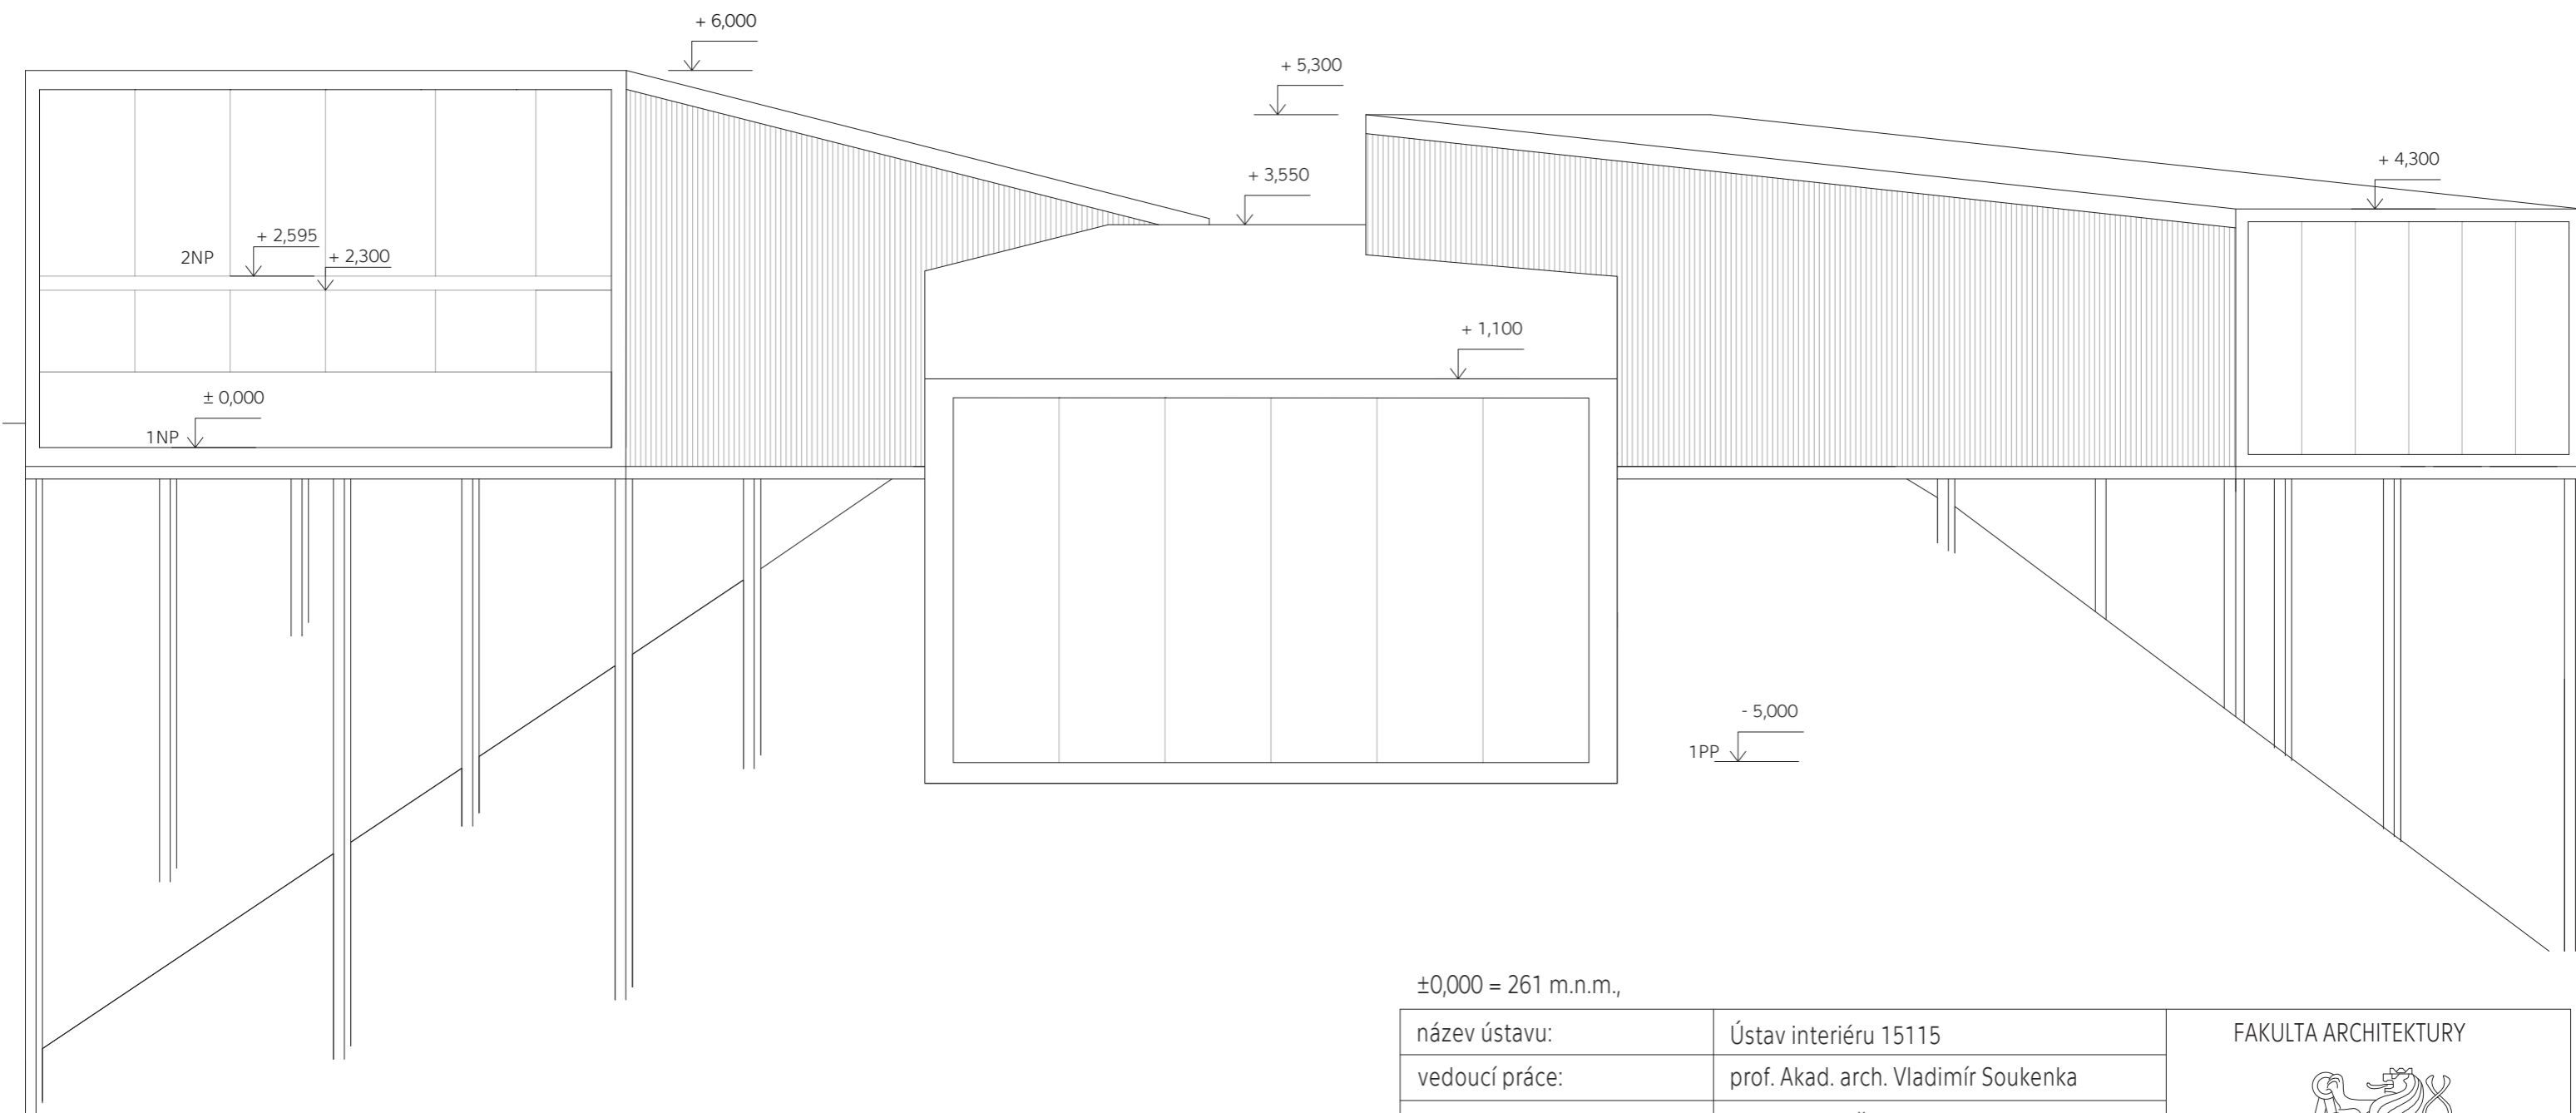 + 6,000
+ 5,300
+ 4,300
+ 3,550
+ 2,595
2NP
+ 2,300
+ 1,100
± 0,000
1NP
- 5,000
1PP
±0,000 = 261 m.n.m.,
název ústavu:
Ústav interiéru 15115
FAKULTA ARCHITEKTURY
vedoucí práce:
prof. Akad. arch. Vladimír Soukenka